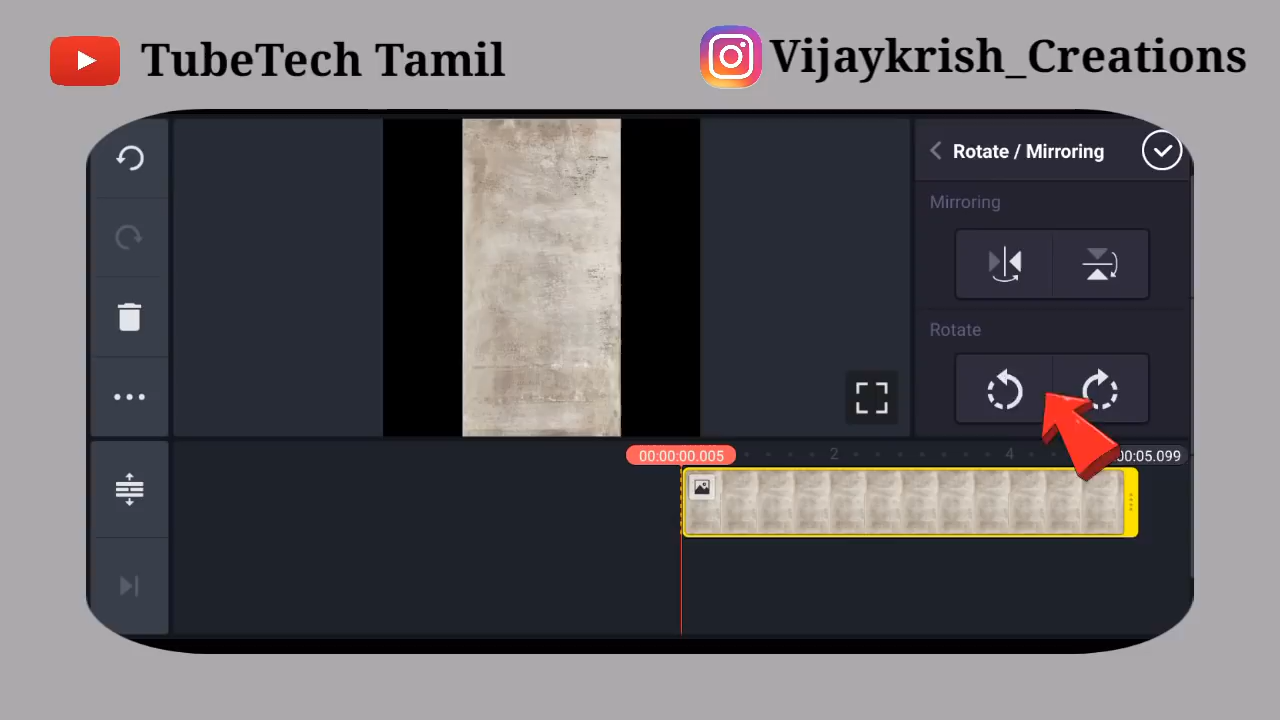 TubeTech Tamil
Vijaykrish_Creations
Rotate / Mirroring
Mirroring
Rotate
00:00:00.005
2
4
00:05.099